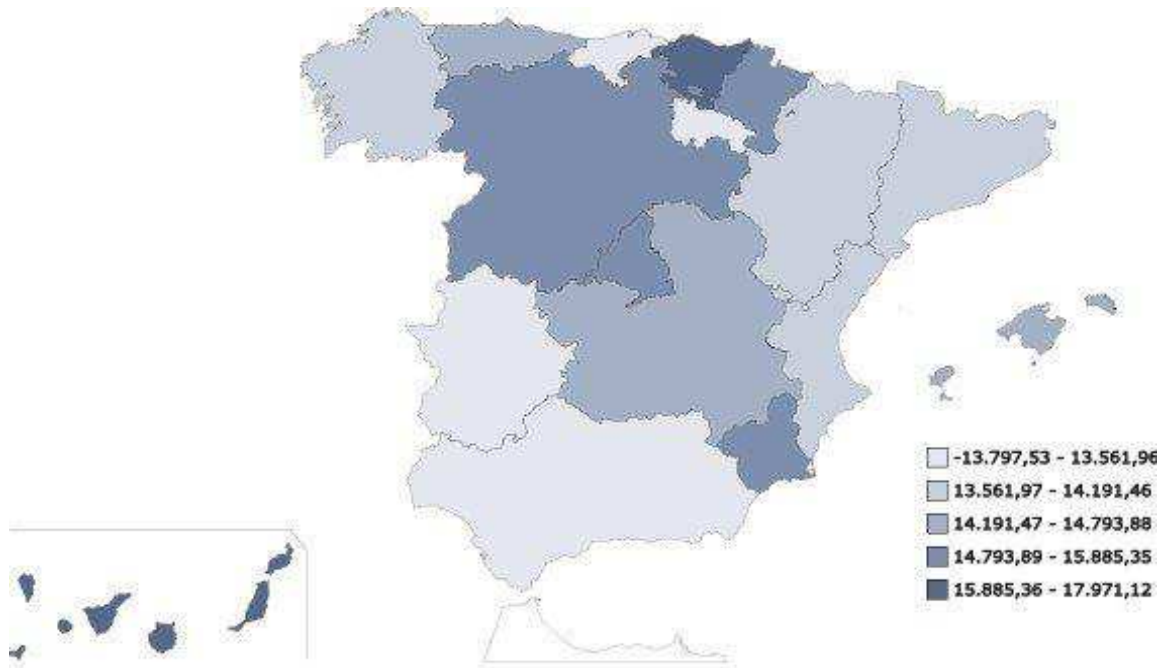 -13.797,53 - 13.561,96
13.561,97 - 14.191,46
14.191,47 - 14.793,88
14.793,89 - 15.885,35
15.885,36 - 17.971,12